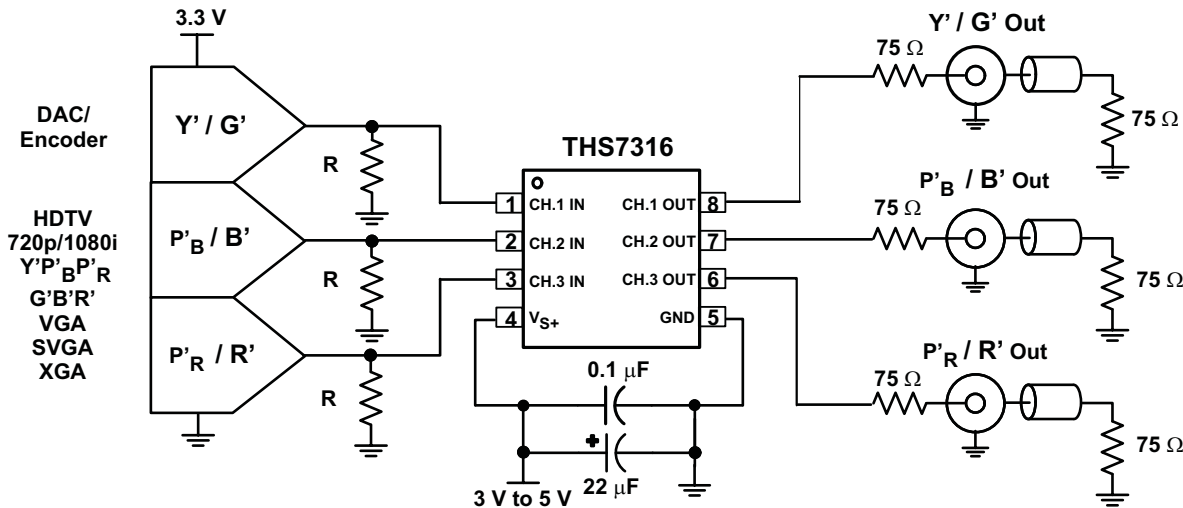 3.3 V
DAC/
Encoder
HDTV
720p/1080i
Y'P'BP'R
G'B'R'
VGA
SVGA
XGA
Y' / G'
P'B / B'
P'R / R'
R
R
R
THS7316
1 CH.1 IN CH.1 OUT 8
2 CH.2 IN CH.2 OUT 7
3 CH.3 IN CH.3 OUT 6
4 VS+ GND 5
0.1 µF
+
22 µF
3 V to 5 V
Y' / G' Out
75 Ω
75 Ω
P'B / B' Out
75 Ω
75 Ω
P'R / R' Out
75 Ω
75 Ω